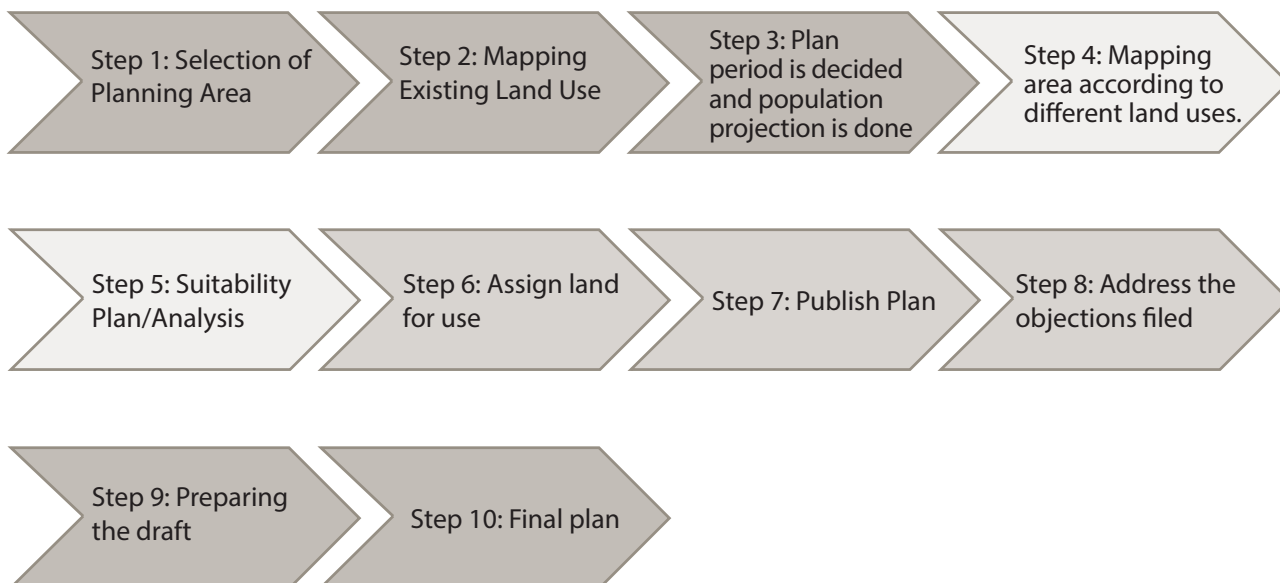 Step 1: Selection of
Planning Area
Step 2: Mapping
Existing Land Use
Step 3: Plan
period is decided
and population
projection is done
Step 4: Mapping
area according to
different land uses.
Step 5: Suitability
Plan/Analysis
Step 6: Assign land
for use
Step 7: Publish Plan
Step 8: Address the
objections filed
Step 9: Preparing
the draft
Step 10: Final plan